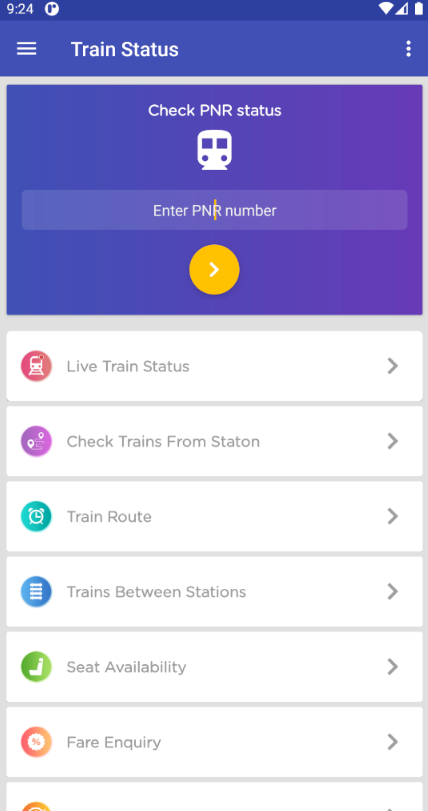 9:24
Train Status
Check PNR status
Enter PNR number
Live Train Status
Check Trains From Staton
Train Route
Trains Between Stations
Seat Availability
Fare Enquiry
%